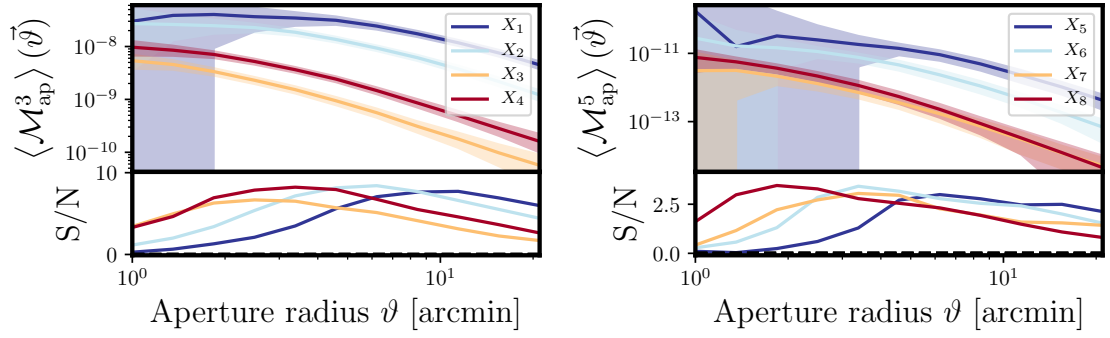 ⟨𝓜³ₐₚ⟩ (ϑ⃗)
10⁻⁸
10⁻⁹
10⁻¹⁰
X₁
X₂
X₃
X₄
S/N
10
0
10⁰
10¹
Aperture radius ϑ [arcmin]
⟨𝓜⁵ₐₚ⟩ (ϑ⃗)
10⁻¹¹
10⁻¹³
X₅
X₆
X₇
X₈
S/N
2.5
0.0
10⁰
10¹
Aperture radius ϑ [arcmin]